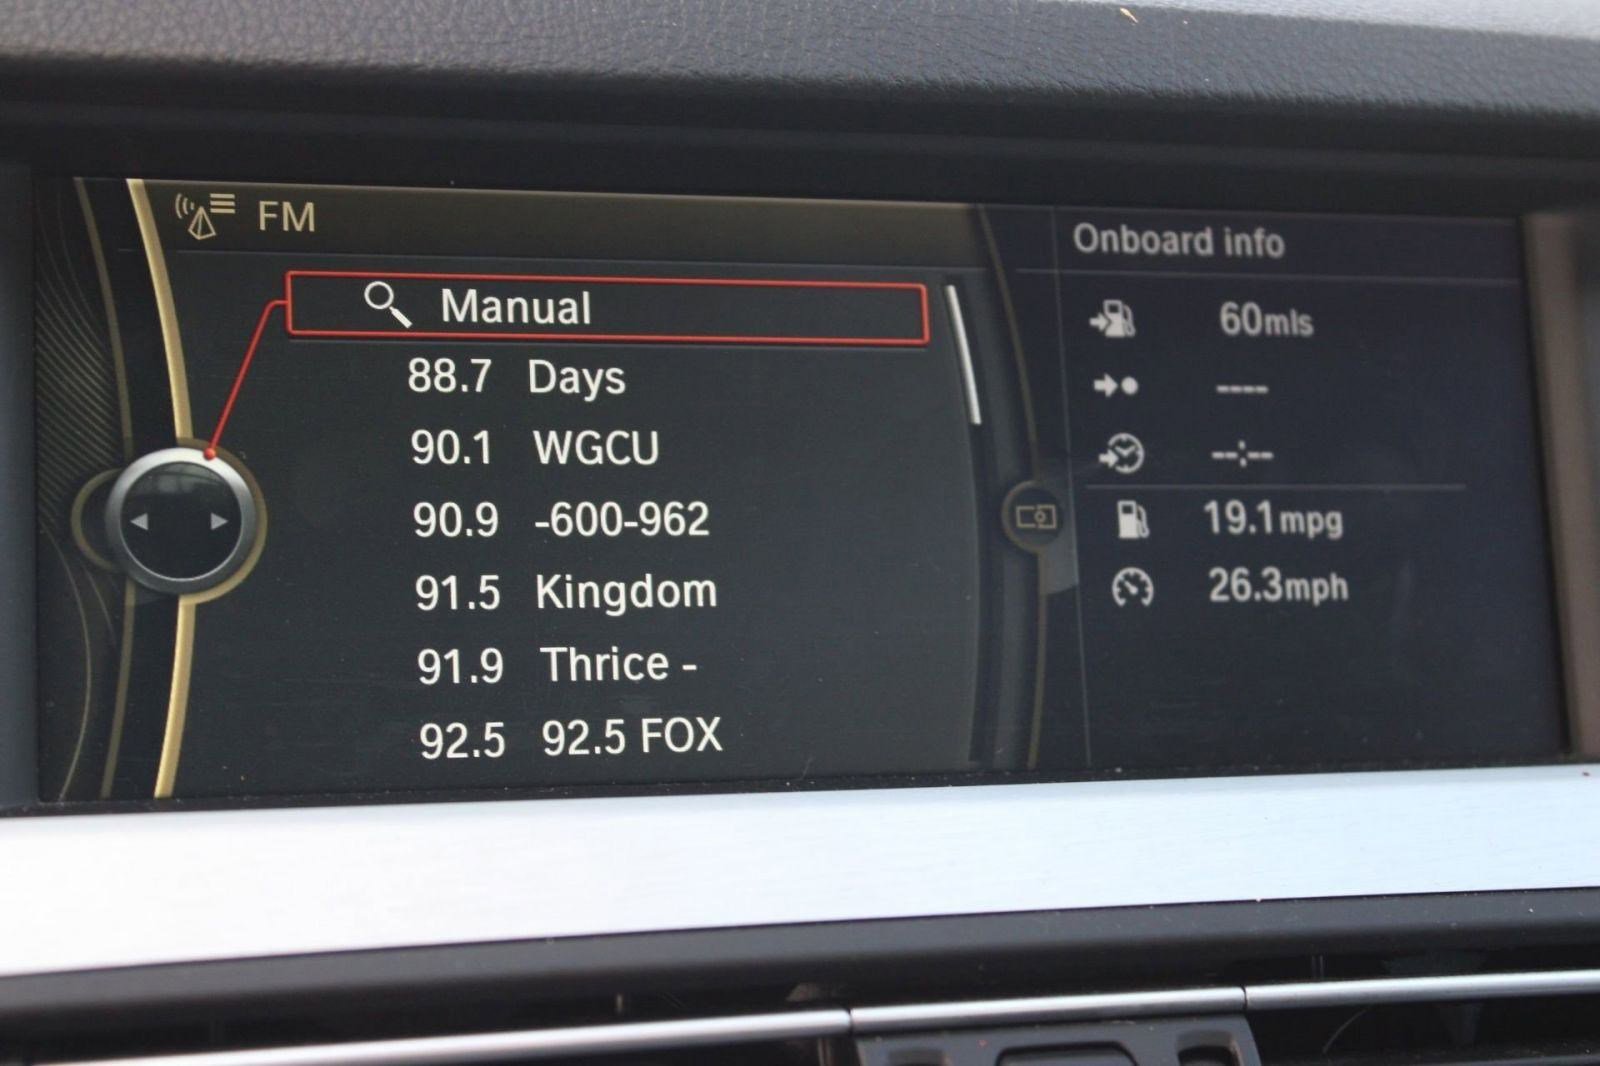 FM
Manual
88.7 Days
90.1 WGCU
90.9 -600-962
91.5 Kingdom
91.9 Thrice -
92.5 92.5 FOX
Onboard info
60mls
----
--:--
19.1mpg
26.3mph